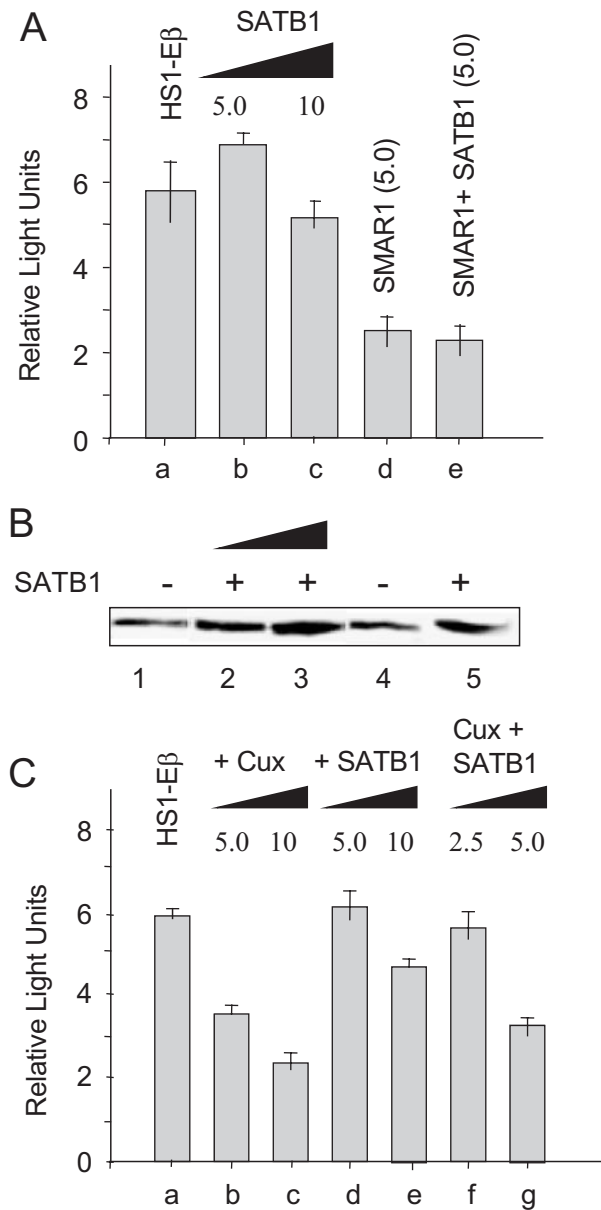 A
SATB1
HS1-Eβ
5.0 10
SMAR1 (5.0)
SMAR1+ SATB1 (5.0)
Relative Light Units
8
6
4
2
0
a b c d e
B
SATB1 - + + - +
1 2 3 4 5
C
HS1-Eβ
+ Cux
+ SATB1
Cux +
SATB1
5.0 10 5.0 10 2.5 5.0
Relative Light Units
8
6
4
2
0
a b c d e f g